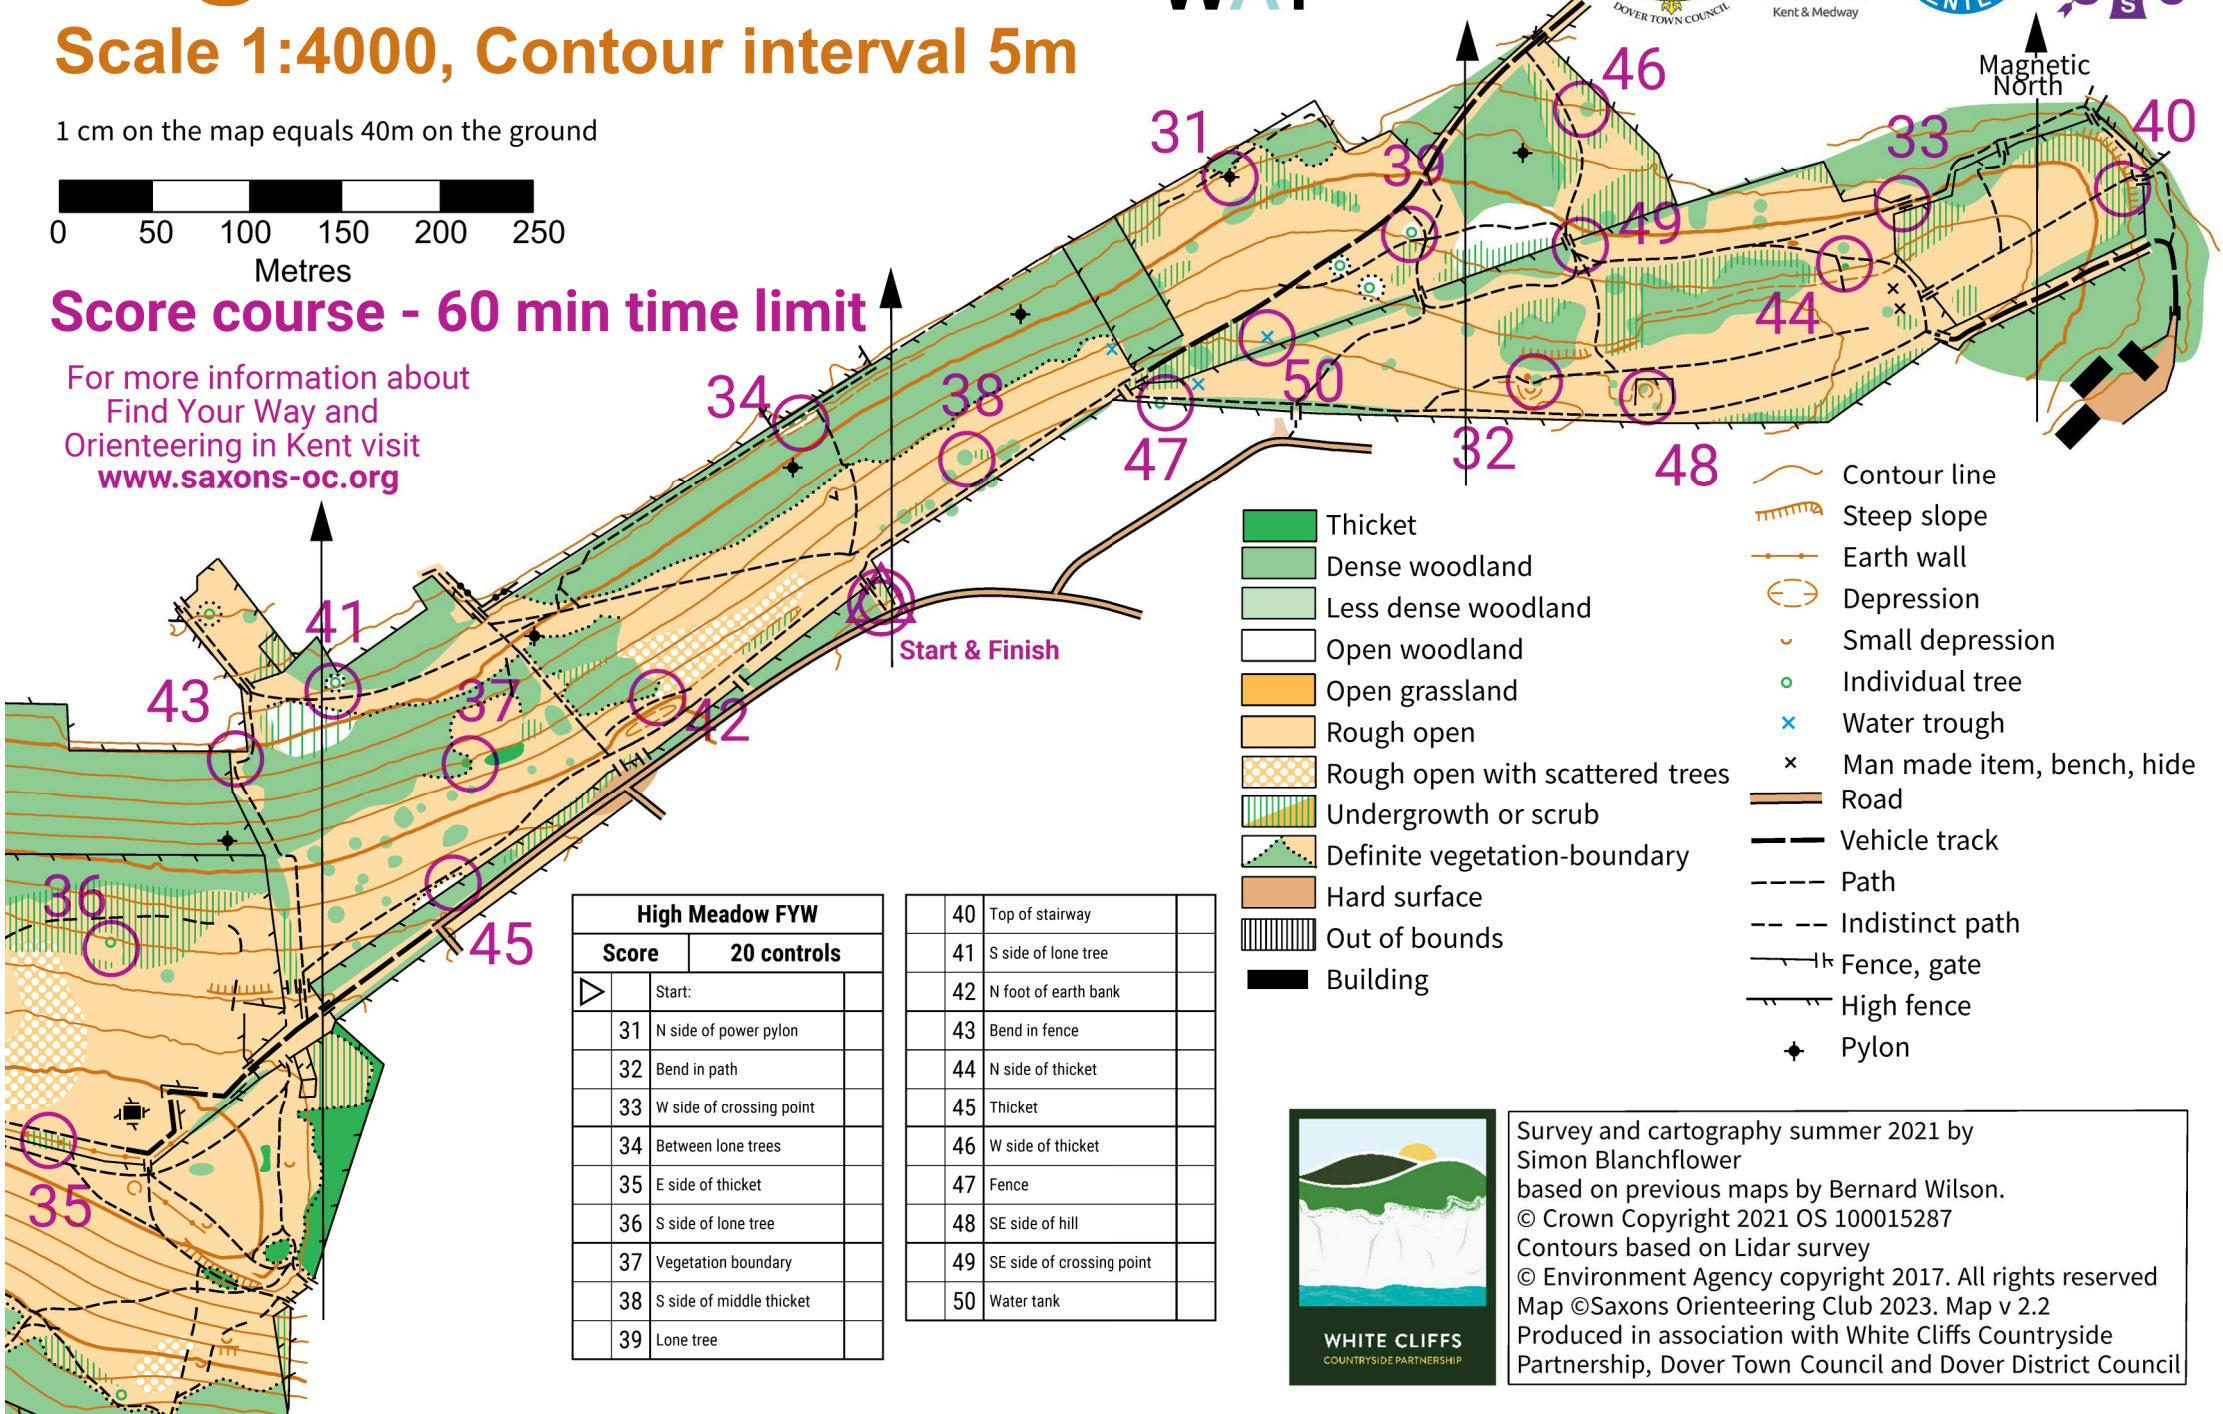 Scale 1:4000, Contour interval 5m
1 cm on the map equals 40m on the ground
0 50 100 150 200 250
Metres
Score course - 60 min time limit
For more information about
Find Your Way and
Orienteering in Kent visit
www.saxons-oc.org
DOVER TOWN COUNCIL
Kent & Medway
S
Magnetic
North
46
31
40
33
39
49
44
34
38
50
47
32
48
41
Start & Finish
43
37
42
36
45
35
Thicket
Dense woodland
Less dense woodland
Open woodland
Open grassland
Rough open
Rough open with scattered trees
Undergrowth or scrub
Definite vegetation-boundary
Hard surface
Out of bounds
Building
Contour line
Steep slope
Earth wall
Depression
Small depression
Individual tree
Water trough
Man made item, bench, hide
Road
Vehicle track
Path
Indistinct path
Fence, gate
High fence
Pylon
High Meadow FYW
Score 20 controls
Start:
31 N side of power pylon
32 Bend in path
33 W side of crossing point
34 Between lone trees
35 E side of thicket
36 S side of lone tree
37 Vegetation boundary
38 S side of middle thicket
39 Lone tree
40 Top of stairway
41 S side of lone tree
42 N foot of earth bank
43 Bend in fence
44 N side of thicket
45 Thicket
46 W side of thicket
47 Fence
48 SE side of hill
49 SE side of crossing point
50 Water tank
WHITE CLIFFS
COUNTRYSIDE PARTNERSHIP
Survey and cartography summer 2021 by
Simon Blanchflower
based on previous maps by Bernard Wilson.
© Crown Copyright 2021 OS 100015287
Contours based on Lidar survey
© Environment Agency copyright 2017. All rights reserved
Map ©Saxons Orienteering Club 2023. Map v 2.2
Produced in association with White Cliffs Countryside
Partnership, Dover Town Council and Dover District Council